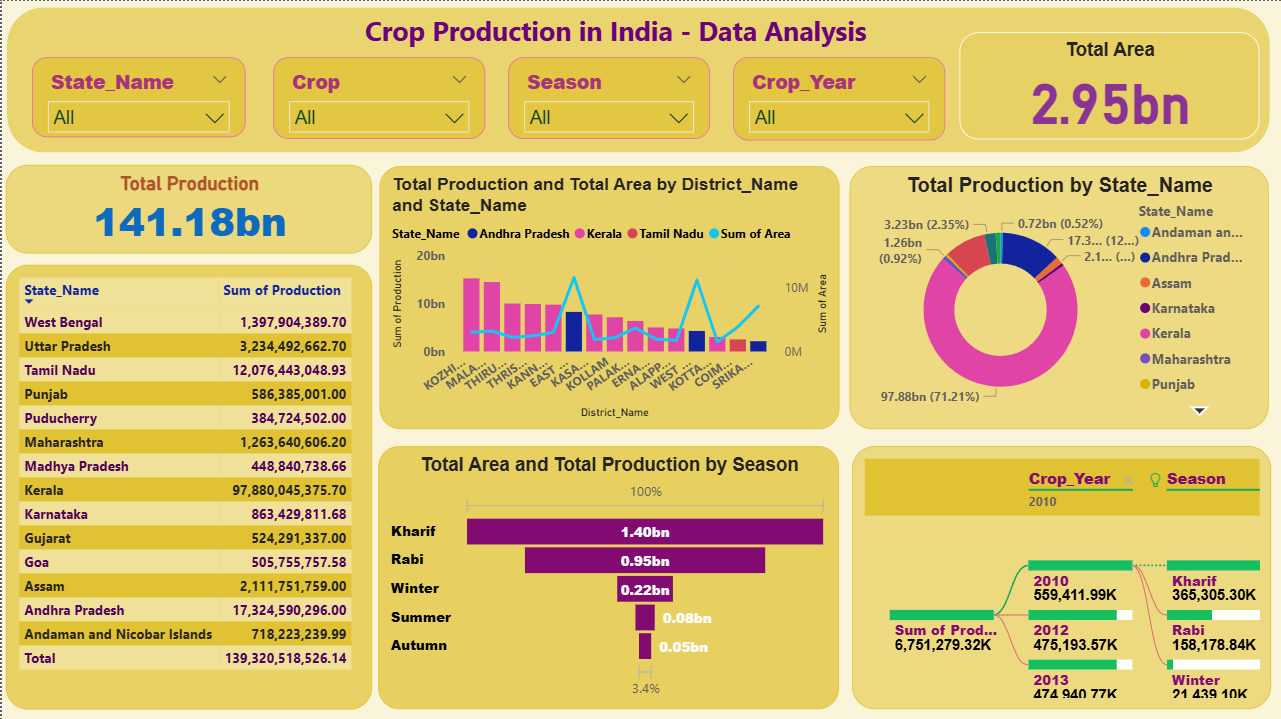 Crop Production in India - Data Analysis
State_Name
All
Crop
All
Season
All
Crop_Year
All
Total Area
2.95bn
Total Production
141.18bn
State_Name Sum of Production
West Bengal 1,397,904,389.70
Uttar Pradesh 3,234,492,662.70
Tamil Nadu 12,076,443,048.93
Punjab 586,385,001.00
Puducherry 384,724,502.00
Maharashtra 1,263,640,606.20
Madhya Pradesh 448,840,738.66
Kerala 97,880,045,375.70
Karnataka 863,429,811.68
Gujarat 524,291,337.00
Goa 505,755,757.58
Assam 2,111,751,759.00
Andhra Pradesh 17,324,590,296.00
Andaman and Nicobar Islands 718,223,239.99
Total 139,320,518,526.14
Total Production and Total Area by District_Name
and State_Name
State_Name Andhra Pradesh Kerala Tamil Nadu Sum of Area
Sum of Production
20bn
10bn
0bn
10M
0M
Sum of Area
KOZHI...
MALA...
THIRU...
THRIS...
KANN...
EAST ...
KASA...
KOLLAM
PALAK...
ERNA...
ALAPP...
WEST ...
KOTTA...
COIM...
SRIKA...
District_Name
Total Production by State_Name
3.23bn (2.35%)
1.26bn
(0.92%)
0.72bn (0.52%)
17.3... (12...)
2.1... (...)
97.88bn (71.21%)
State_Name
Andaman an...
Andhra Prad...
Assam
Karnataka
Kerala
Maharashtra
Punjab
Total Area and Total Production by Season
100%
Kharif 1.40bn
Rabi 0.95bn
Winter 0.22bn
Summer 0.08bn
Autumn 0.05bn
3.4%
Crop_Year × Season
2010
Sum of Prod...
6,751,279.32K
2010
559,411.99K
2012
475,193.57K
2013
474,940.77K
Kharif
365,305.30K
Rabi
158,178.84K
Winter
21,439.10K